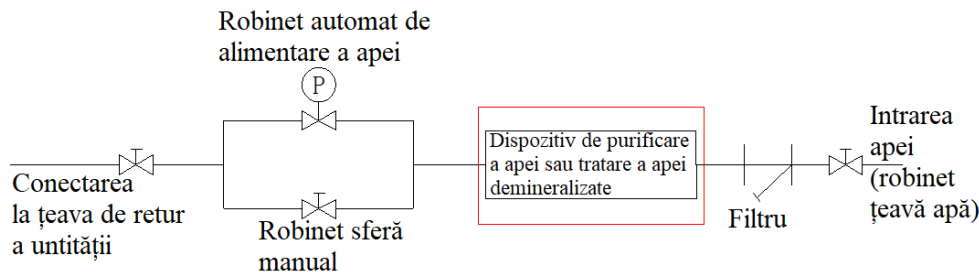 Robinet automat de
alimentare a apei
P
Dispozitiv de purificare
a apei sau tratare a apei
demineralizate
Intrarea
apei
(robinet
țeavă apă)
Conectarea
la țeava de retur
a untității
Robinet sferă
manual
Filtru